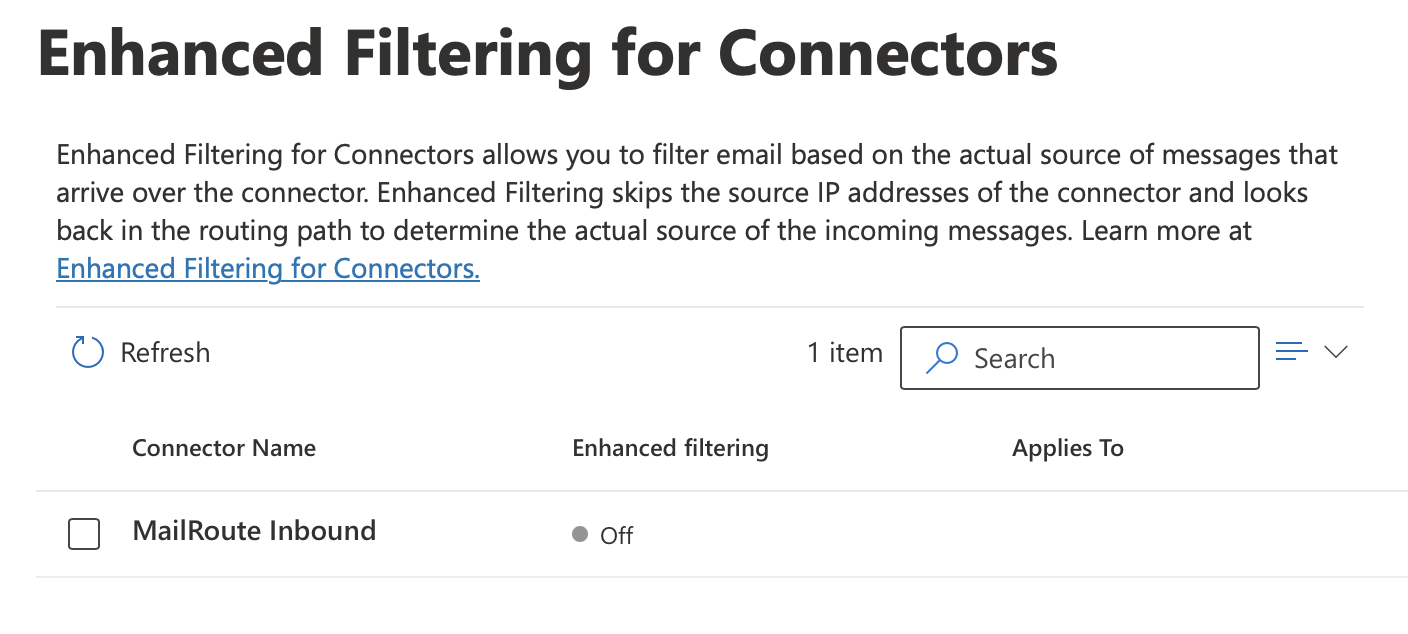 Enhanced Filtering for Connectors
Enhanced Filtering for Connectors allows you to filter email based on the actual source of messages that
arrive over the connector. Enhanced Filtering skips the source IP addresses of the connector and looks
back in the routing path to determine the actual source of the incoming messages. Learn more at
Enhanced Filtering for Connectors.
Refresh
1 item
Search
Connector Name
Enhanced filtering
Applies To
MailRoute Inbound
Off